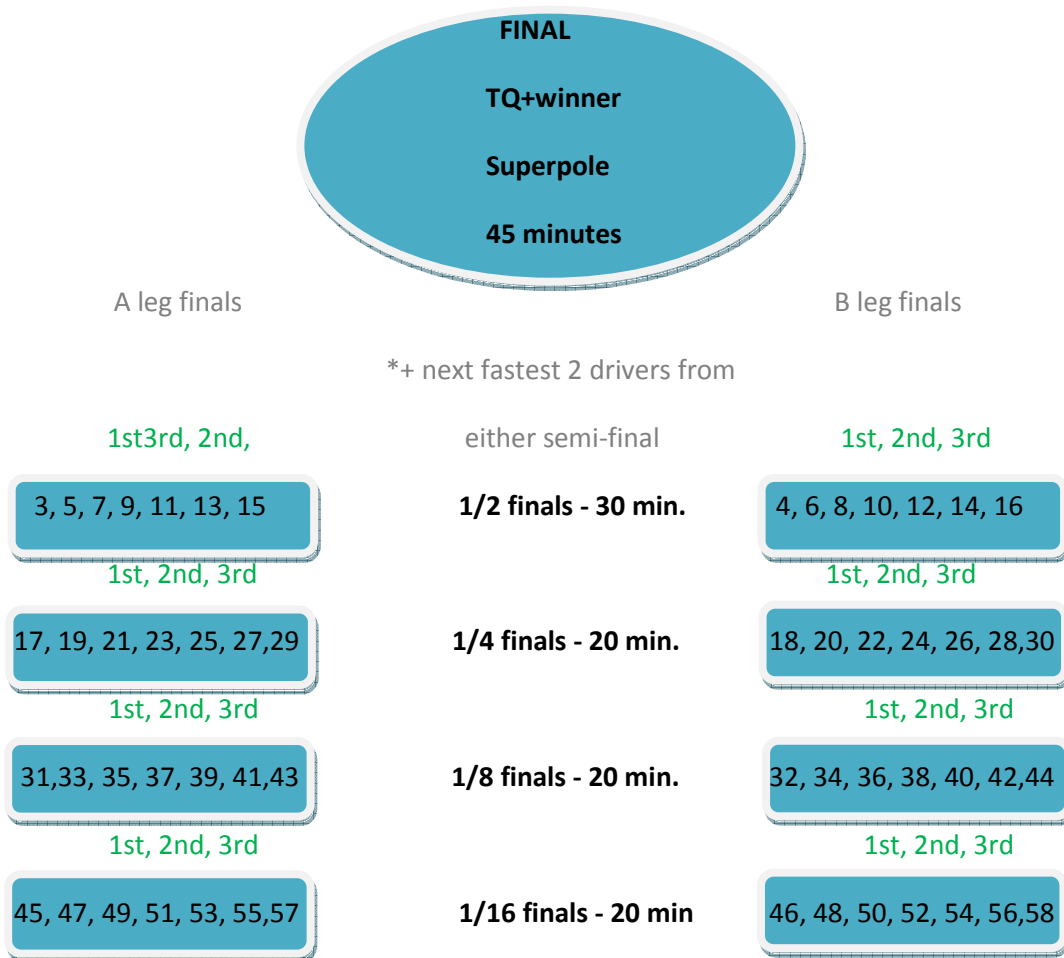 FINAL
TQ+winner
Superpole
45 minutes
A leg finals
B leg finals
*+ next fastest 2 drivers from
1st3rd, 2nd,
either semi-final
1st, 2nd, 3rd
3, 5, 7, 9, 11, 13, 15
1/2 finals - 30 min.
4, 6, 8, 10, 12, 14, 16
1st, 2nd, 3rd
1st, 2nd, 3rd
17, 19, 21, 23, 25, 27,29
1/4 finals - 20 min.
18, 20, 22, 24, 26, 28,30
1st, 2nd, 3rd
1st, 2nd, 3rd
31,33, 35, 37, 39, 41,43
1/8 finals - 20 min.
32, 34, 36, 38, 40, 42,44
1st, 2nd, 3rd
1st, 2nd, 3rd
45, 47, 49, 51, 53, 55,57
1/16 finals - 20 min
46, 48, 50, 52, 54, 56,58